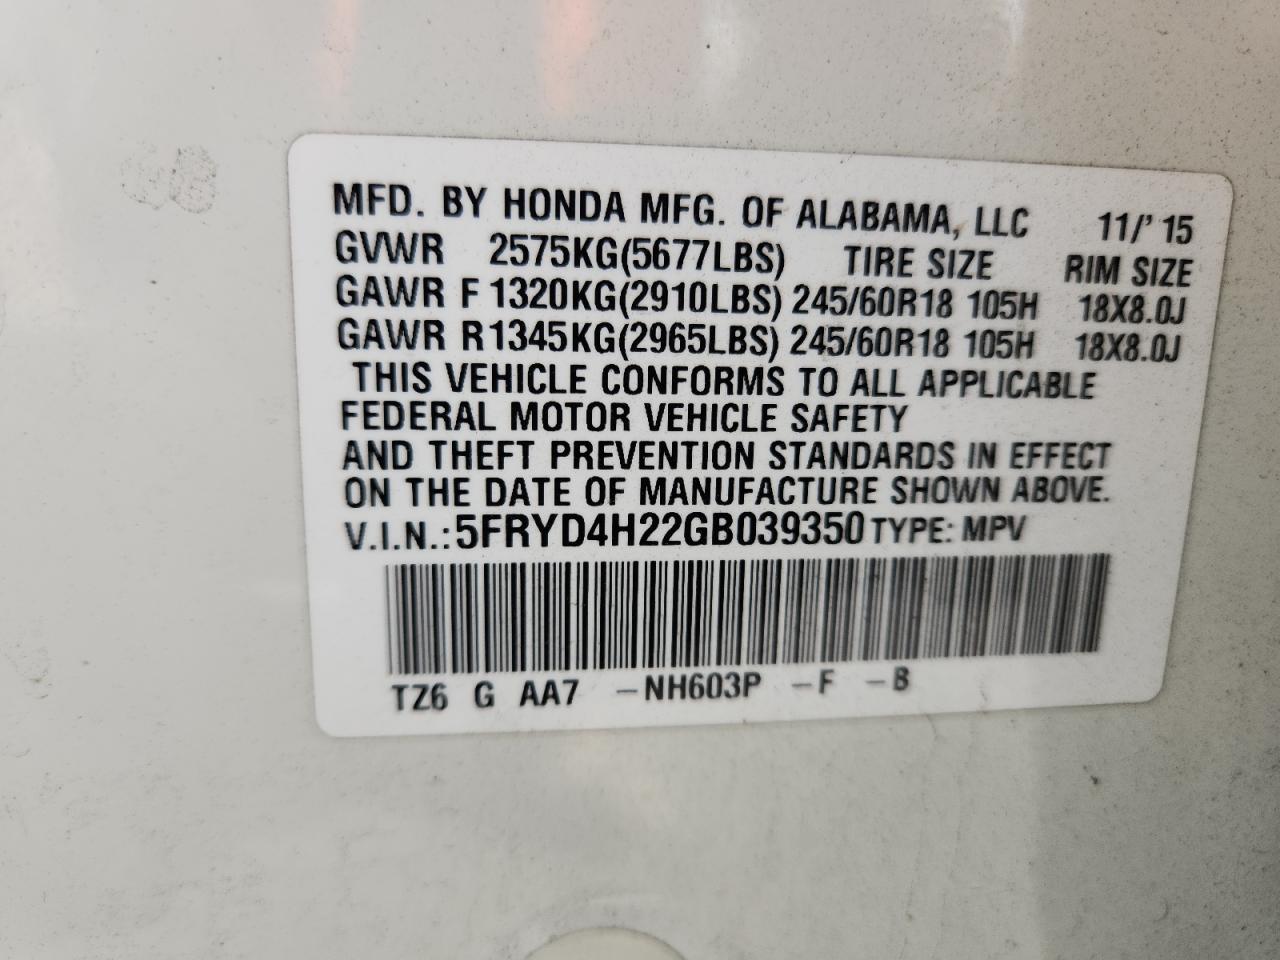 MFD. BY HONDA MFG. OF ALABAMA, LLC 11/' 15
GVWR 2575KG(5677LBS) TIRE SIZE RIM SIZE
GAWR F 1320KG(2910LBS) 245/60R18 105H 18X8.0J
GAWR R 1345KG(2965LBS) 245/60R18 105H 18X8.0J
THIS VEHICLE CONFORMS TO ALL APPLICABLE
FEDERAL MOTOR VEHICLE SAFETY
AND THEFT PREVENTION STANDARDS IN EFFECT
ON THE DATE OF MANUFACTURE SHOWN ABOVE.
V.I.N.: 5FRYD4H22GB039350 TYPE: MPV
TZ6 G AA7 -NH603P -F -B